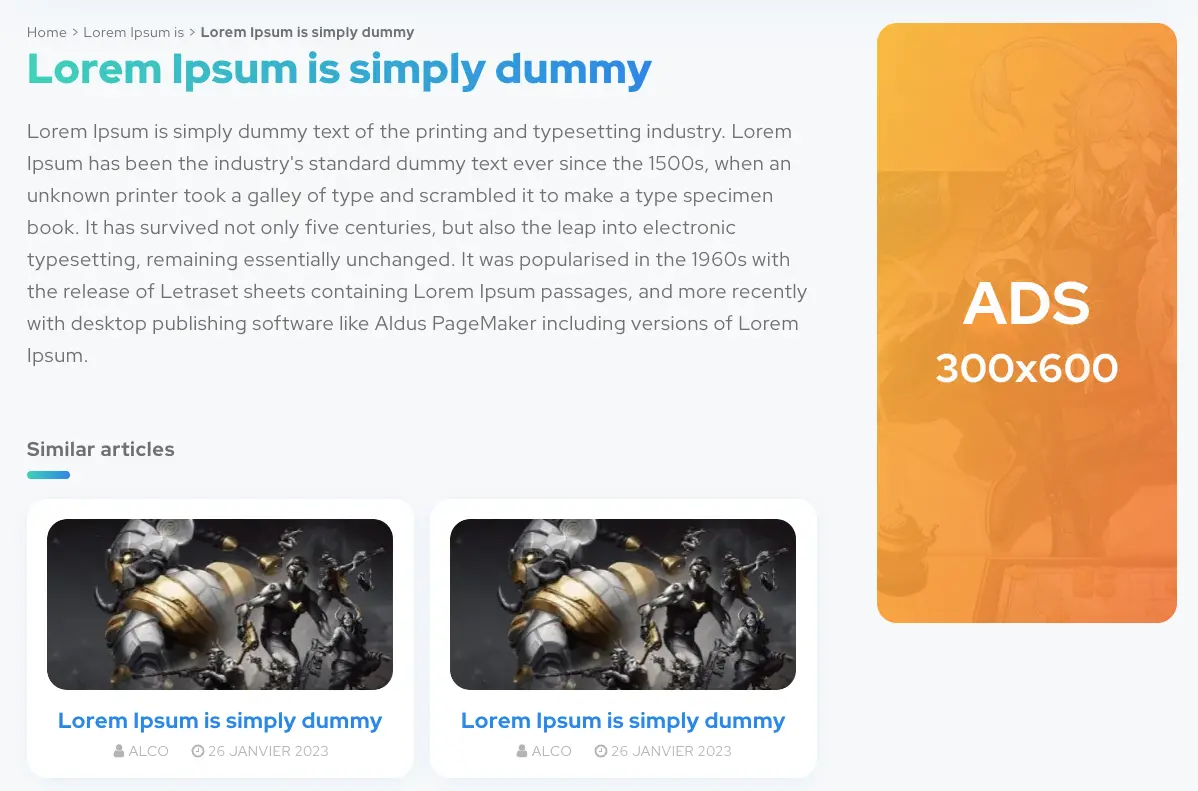 Home > Lorem Ipsum is > Lorem Ipsum is simply dummy
Lorem Ipsum is simply dummy
Lorem Ipsum is simply dummy text of the printing and typesetting industry. Lorem
Ipsum has been the industry's standard dummy text ever since the 1500s, when an
unknown printer took a galley of type and scrambled it to make a type specimen
book. It has survived not only five centuries, but also the leap into electronic
typesetting, remaining essentially unchanged. It was popularised in the 1960s with
the release of Letraset sheets containing Lorem Ipsum passages, and more recently
with desktop publishing software like Aldus PageMaker including versions of Lorem
Ipsum.
Similar articles
Lorem Ipsum is simply dummy
ALCO 26 JANVIER 2023
Lorem Ipsum is simply dummy
ALCO 26 JANVIER 2023
ADS
300x600